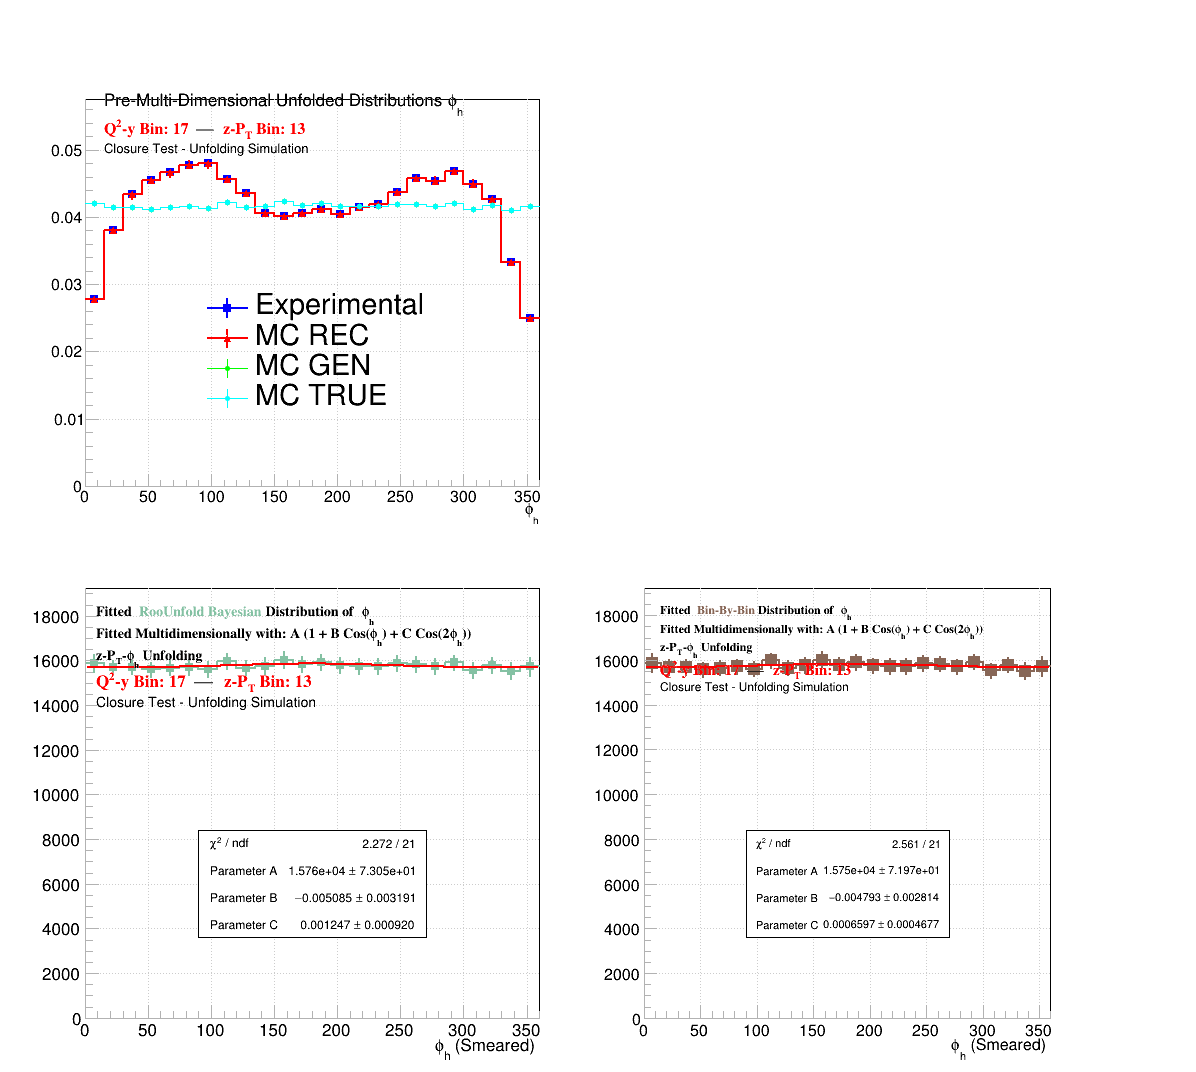 Pre-Multi-Dimensional Unfolded Distributions ϕh
Q2-y Bin: 17 — z-PT Bin: 13
Closure Test - Unfolding Simulation
0.05
0.04
0.03
0.02
0.01
0
Experimental
MC REC
MC GEN
MC TRUE
0 50 100 150 200 250 300 350
ϕh
Fitted RooUnfold Bayesian Distribution of ϕh
Fitted Multidimensionally with: A (1 + B Cos(ϕh) + C Cos(2ϕh))
z-PT-ϕh Unfolding
Q2-y Bin: 17 — z-PT Bin: 13
Closure Test - Unfolding Simulation
18000
16000
14000
12000
10000
8000
6000
4000
2000
0
χ2 / ndf 2.272 / 21
Parameter A 1.576e+04 ± 7.305e+01
Parameter B −0.005085 ± 0.003191
Parameter C 0.001247 ± 0.000920
0 50 100 150 200 250 300 350
ϕh (Smeared)
Fitted Bin-By-Bin Distribution of ϕh
Fitted Multidimensionally with: A (1 + B Cos(ϕh) + C Cos(2ϕh))
z-PT-ϕh Unfolding
Q2-y Bin: 17 — z-PT Bin: 13
Closure Test - Unfolding Simulation
18000
16000
14000
12000
10000
8000
6000
4000
2000
0
χ2 / ndf 2.561 / 21
Parameter A 1.575e+04 ± 7.197e+01
Parameter B −0.004793 ± 0.002814
Parameter C 0.0006597 ± 0.0004677
0 50 100 150 200 250 300 350
ϕh (Smeared)